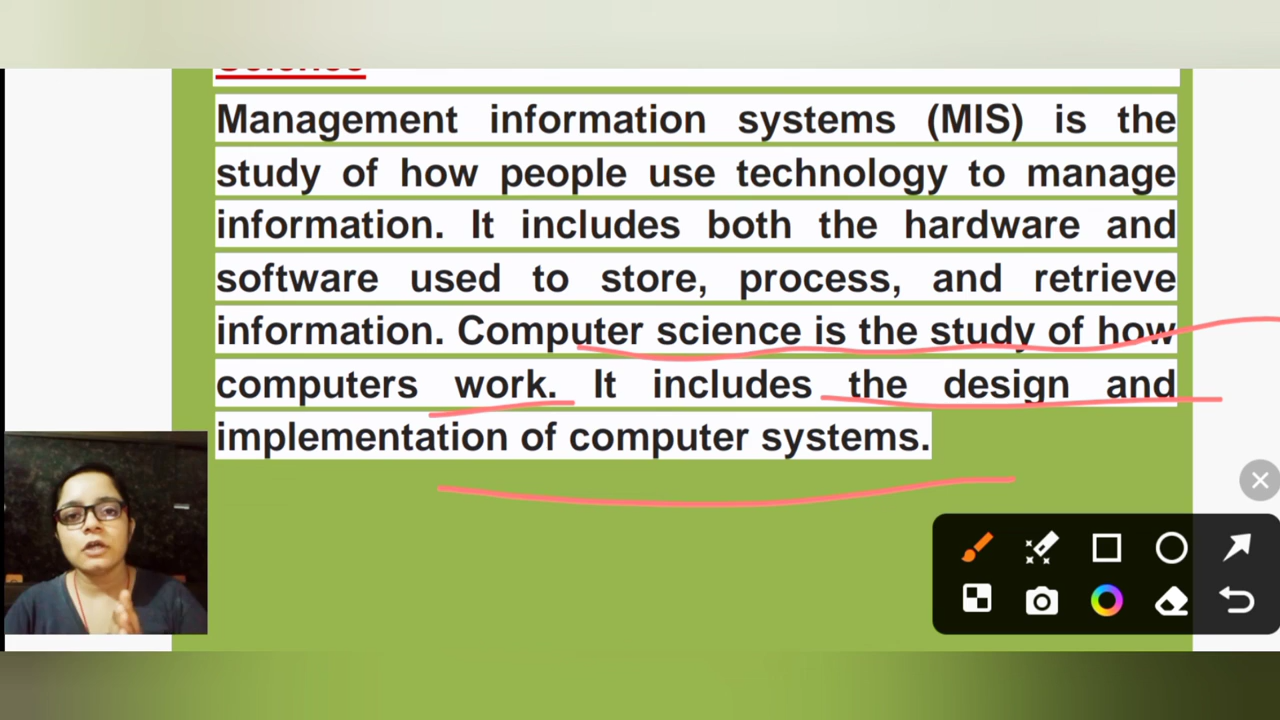 Science
Management information systems (MIS) is the
study of how people use technology to manage
information. It includes both the hardware and
software used to store, process, and retrieve
information. Computer science is the study of how
computers work. It includes the design and
implementation of computer systems.